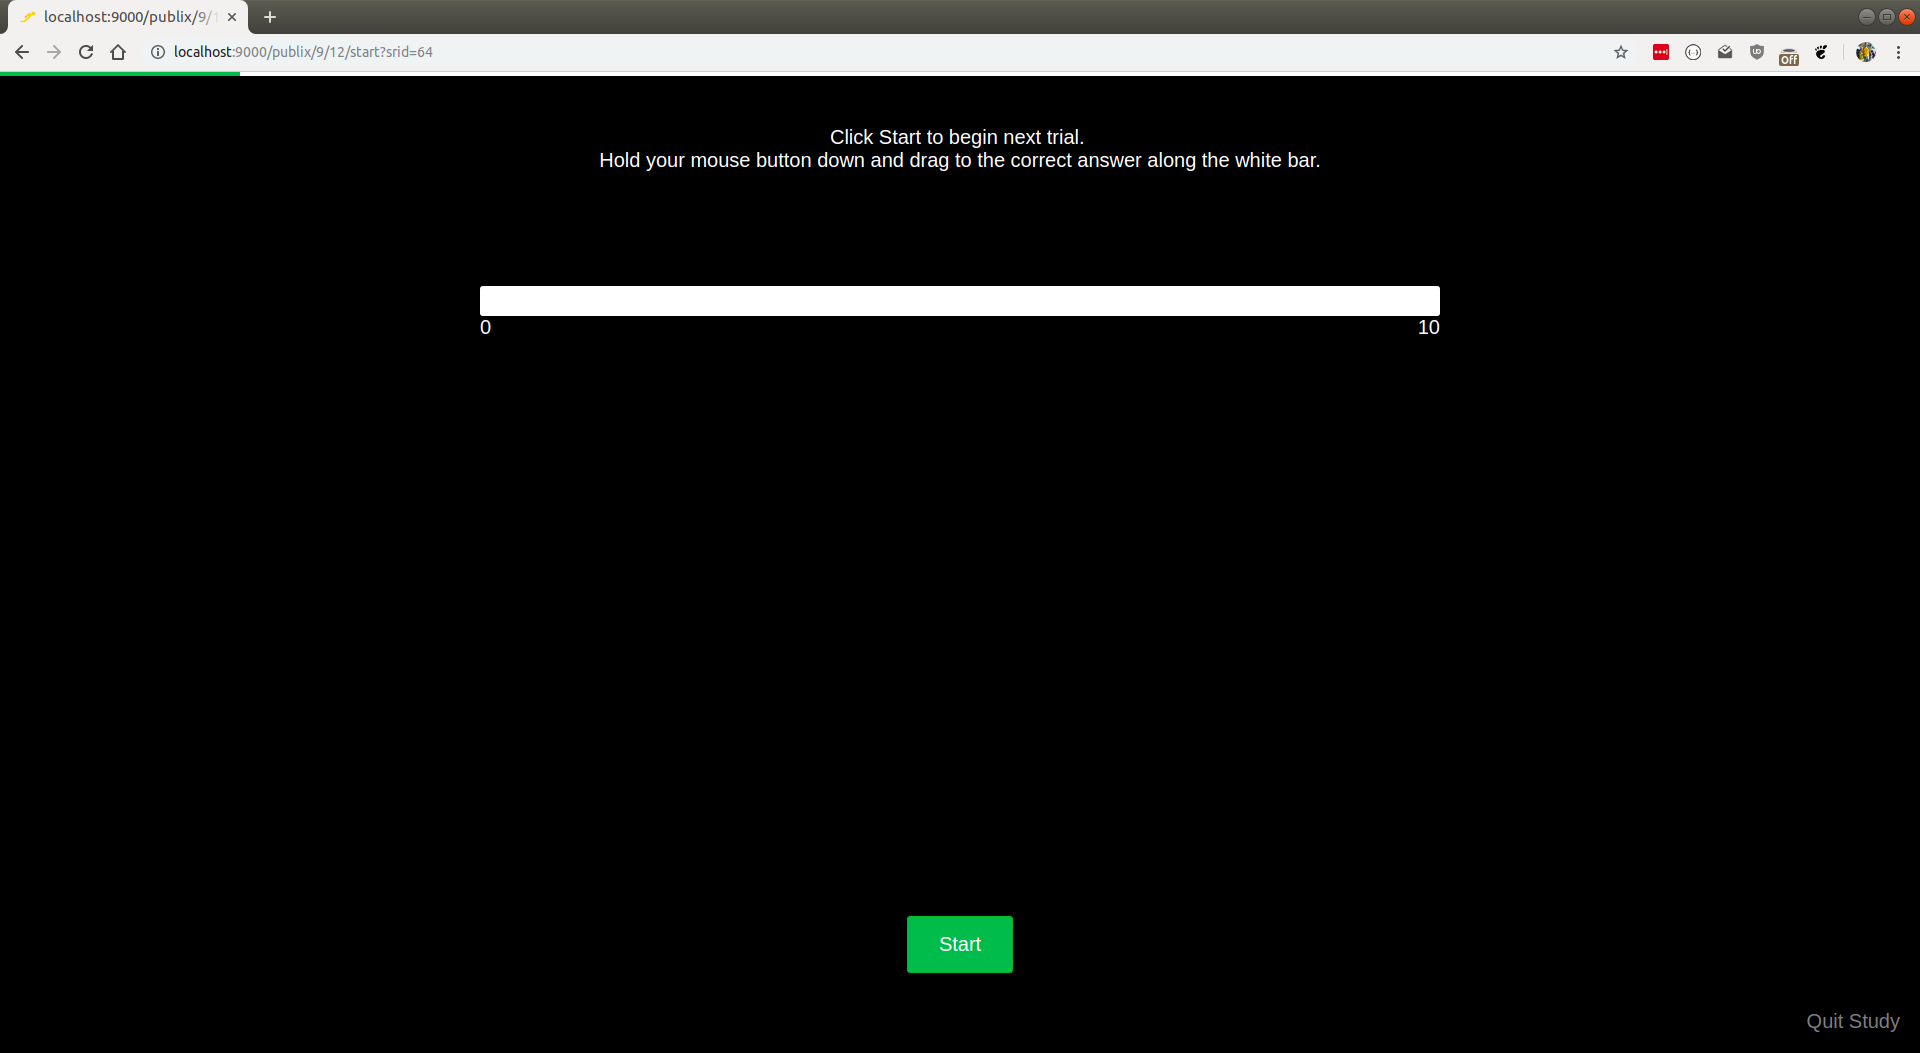 localhost:9000/publix/9/1
localhost:9000/publix/9/12/start?srid=64
Off
Click Start to begin next trial.
Hold your mouse button down and drag to the correct answer along the white bar.
0
10
Start
Quit Study